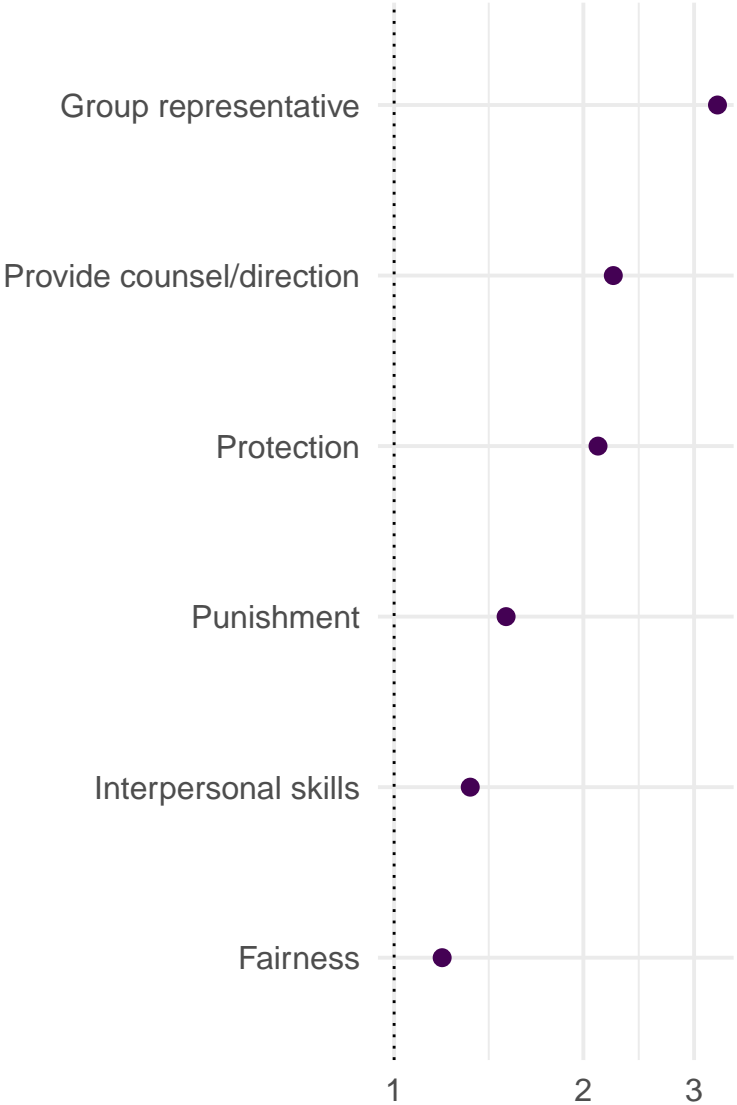 Group representative
Provide counsel/direction
Protection
Punishment
Interpersonal skills
Fairness
1 2 3